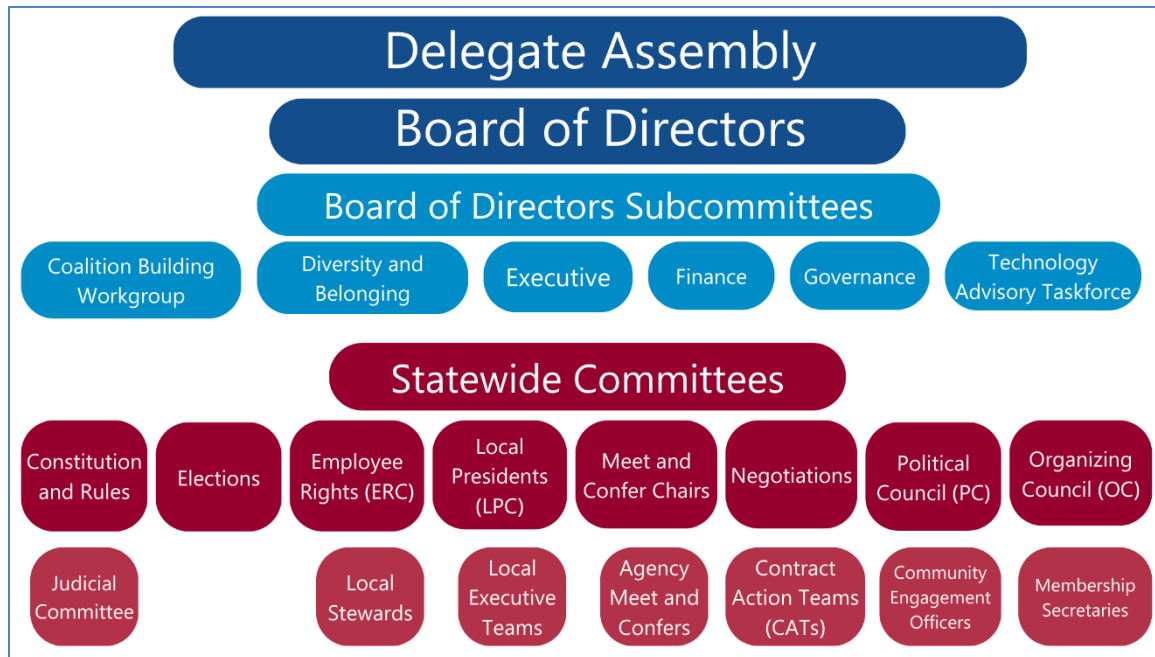 Delegate Assembly
Board of Directors
Board of Directors Subcommittees
Coalition Building
Workgroup
Diversity and
Belonging
Executive
Finance
Governance
Technology
Advisory Taskforce
Statewide Committees
Constitution
and Rules
Elections
Employee
Rights (ERC)
Local
Presidents
(LPC)
Meet and
Confer Chairs
Negotiations
Political
Council (PC)
Organizing
Council (OC)
Judicial
Committee
Local
Stewards
Local
Executive
Teams
Agency
Meet and
Confers
Contract
Action Teams
(CATs)
Community
Engagement
Officers
Membership
Secretaries